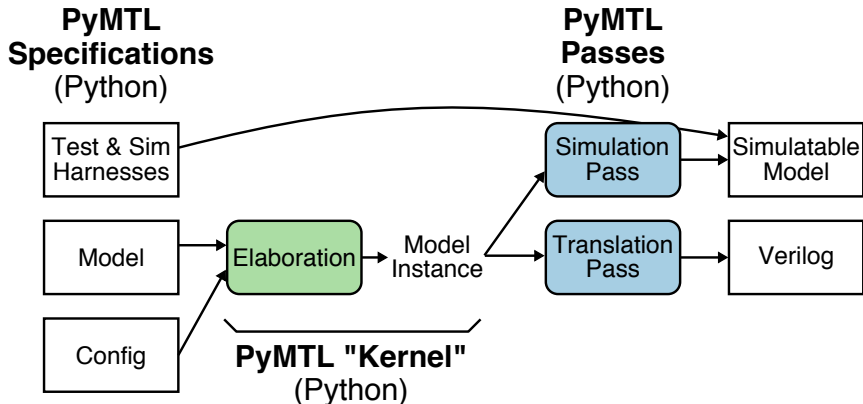 PyMTL
Specifications
(Python)
PyMTL
Passes
(Python)
Test & Sim
Harnesses
Simulation
Pass
Simulatable
Model
Model
Elaboration
Model
Instance
Translation
Pass
Verilog
Config
PyMTL "Kernel"
(Python)